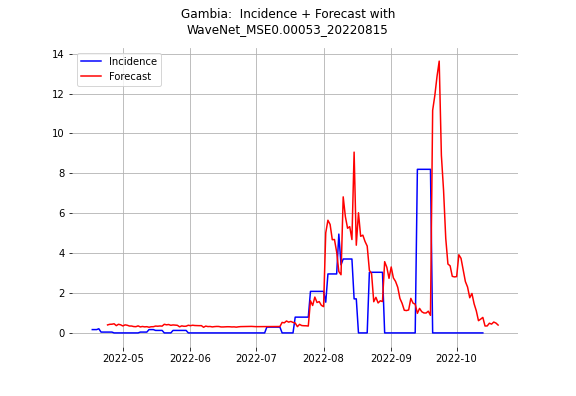 Gambia:  Incidence + Forecast with
WaveNet_MSE0.00053_20220815
Incidence
Forecast
14
12
10
8
6
4
2
0
2022-05 2022-06 2022-07 2022-08 2022-09 2022-10